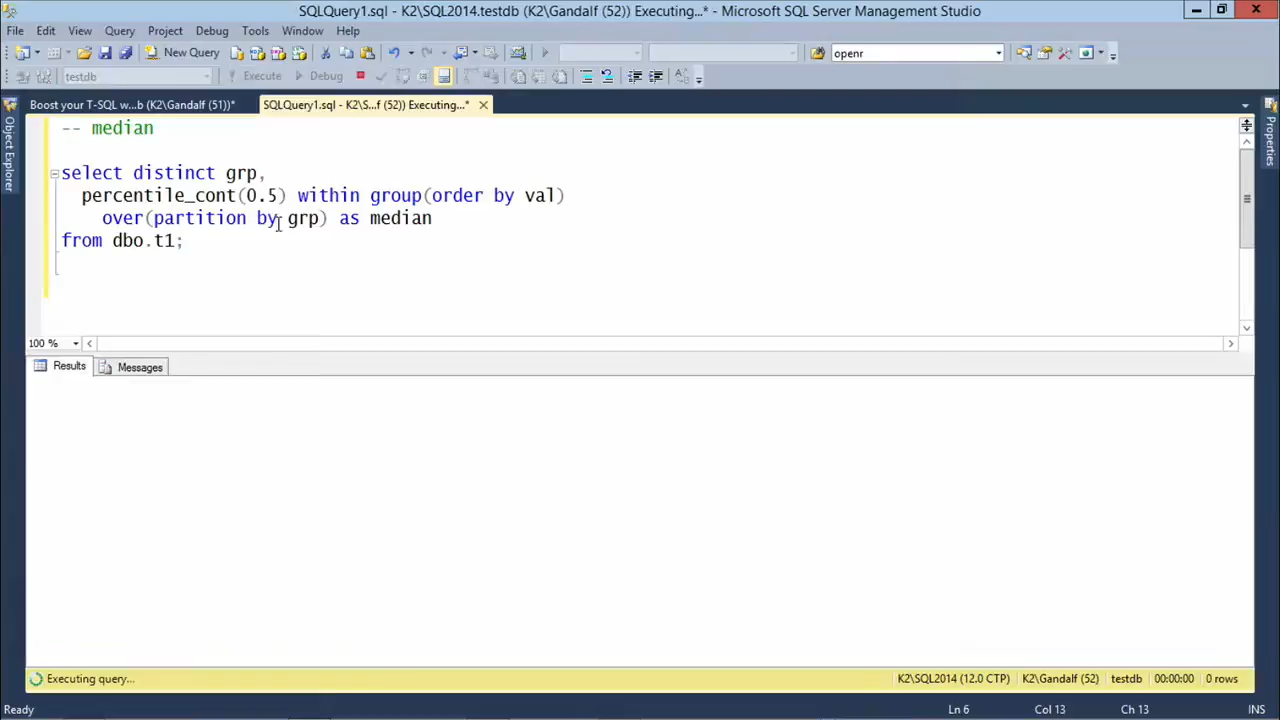 SQLQuery1.sql - K2\SQL2014.testdb (K2\Gandalf (52)) Executing...* - Microsoft SQL Server Management Studio
File Edit View Query Project Debug Tools Window Help
New Query openr
testdb Execute Debug
Boost your T-SQL w...b (K2\Gandalf (51))* SQLQuery1.sql - K2\S...f (52)) Executing...*
Object Explorer
Properties
-- median
select distinct grp,
percentile_cont(0.5) within group(order by val)
over(partition by grp) as median
from dbo.t1;
100 %
Results Messages
Executing query... K2\SQL2014 (12.0 CTP) K2\Gandalf (52) testdb 00:00:00 0 rows
Ready Ln 6 Col 13 Ch 13 INS